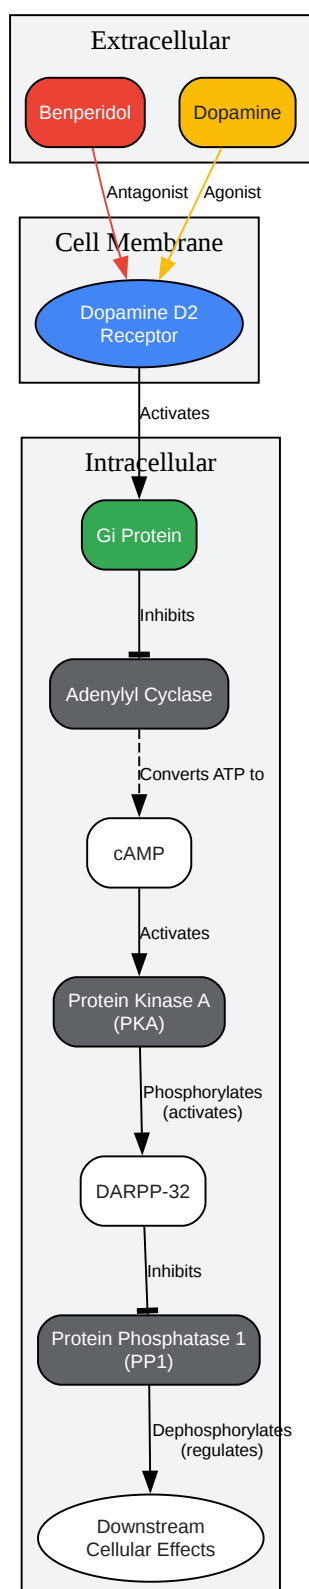 Extracellular
Benperidol
Dopamine
Antagonist
Agonist
Cell Membrane
Dopamine D2
Receptor
Activates
Intracellular
Gi Protein
Inhibits
Adenylyl Cyclase
Converts ATP to
cAMP
Activates
Protein Kinase A
(PKA)
Phosphorylates
(activates)
DARPP-32
Inhibits
Protein Phosphatase 1
(PP1)
Dephosphorylates
(regulates)
Downstream
Cellular Effects